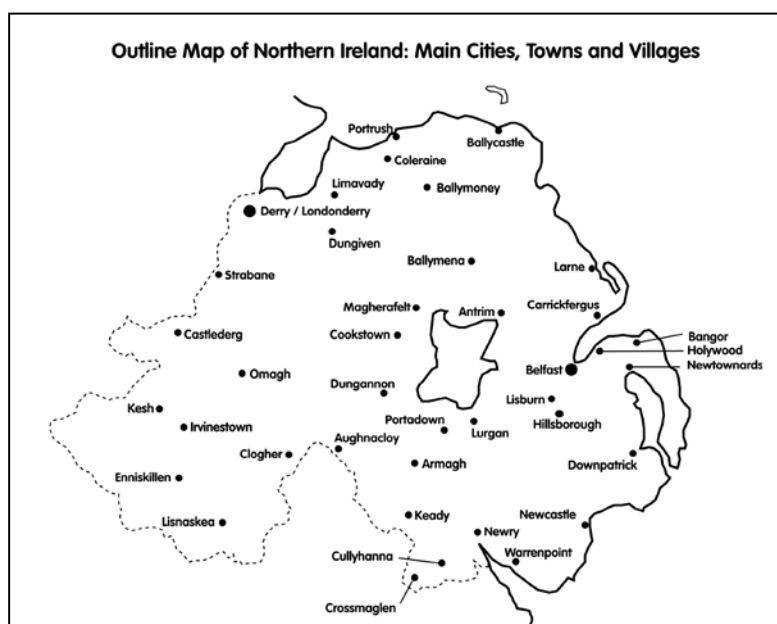 Outline Map of Northern Ireland: Main Cities, Towns and Villages
Portrush
Ballycastle
Coleraine
Limavady
Ballymoney
Derry / Londonderry
Dungiven
Ballymena
Larne
Strabane
Magherafelt
Antrim
Carrickfergus
Castlederg
Cookstown
Bangor
Holywood
Newtownards
Omagh
Belfast
Dungannon
Lisburn
Kesh
Hillsborough
Irvinestown
Portadown
Lurgan
Aughnacloy
Clogher
Armagh
Downpatrick
Enniskillen
Keady
Newcastle
Lisnaskea
Newry
Cullyhanna
Warrenpoint
Crossmaglen